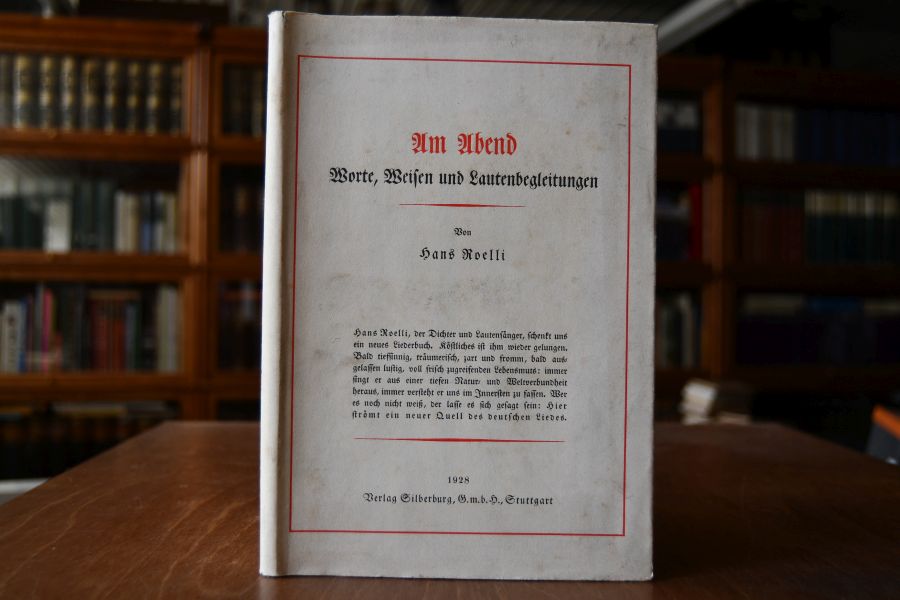 Am Abend
Worte, Weisen und Lautenbegleitungen
Von
Hans Roelli
Hans Roelli, der Dichter und Lautensänger, schenkt uns
ein neues Liederbuch. Köstliches ist ihm wieder gelungen.
Bald tiefsinnig, träumerisch, zart und fromm, bald aus-
gelassen lustig, voll frisch zugreifenden Lebensmuts: immer
singt er aus einer tiefen Natur- und Weltverbundheit
heraus, immer versteht er uns im Innersten zu fassen. Wer
es noch nicht weiß, der lasse es sich gesagt sein: Hier
strömt ein neuer Quell des deutschen Liedes.
1928
Verlag Silberburg, G.m.b.H., Stuttgart